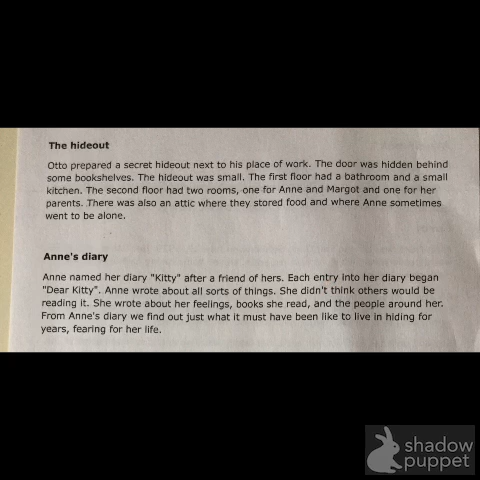 The hideout
Otto prepared a secret hideout next to his place of work. The door was hidden behind
some bookshelves. The hideout was small. The first floor had a bathroom and a small
kitchen. The second floor had two rooms, one for Anne and Margot and one for her
parents. There was also an attic where they stored food and where Anne sometimes
went to be alone.
Anne's diary
Anne named her diary "Kitty" after a friend of hers. Each entry into her diary began
"Dear Kitty". Anne wrote about all sorts of things. She didn't think others would be
reading it. She wrote about her feelings, books she read, and the people around her.
From Anne's diary we find out just what it must have been like to live in hiding for
years, fearing for her life.
shadow
puppet